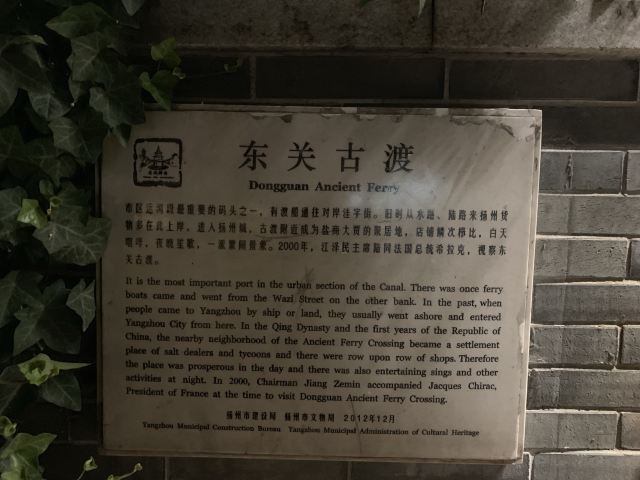 东关古渡
Dongguan Ancient Ferry
市区运河段最重要的码头之一，有渡船通往对岸洼字街。旧时从水路、陆路来扬州货
物多在此上岸，进入扬州城，古渡附近成为盐商大贾的聚居地，店铺鳞次栉比，白天
喧哗，夜晚笙歌，一派繁闹景象。2000年，江泽民主席陪同法国总统希拉克，视察东
关古渡。
It is the most important port in the urban section of the Canal. There was once ferry
boats came and went from the Wazi Street on the other bank. In the past, when
people came to Yangzhou by ship or land, they usually went ashore and entered
Yangzhou City from here. In the Qing Dynasty and the first years of the Republic of
China, the nearby neighborhood of the Ancient Ferry Crossing became a settlement
place of salt dealers and tycoons and there were row upon row of shops. Therefore
the place was prosperous in the day and there was also entertaining sings and other
activities at night. In 2000, Chairman Jiang Zemin accompanied Jacques Chirac,
President of France at the time to visit Dongguan Ancient Ferry Crossing.
扬州市建设局 扬州市文物局 2012年12月
Yangzhou Municipal Construction Bureau Yangzhou Municipal Administration of Cultural Heritage